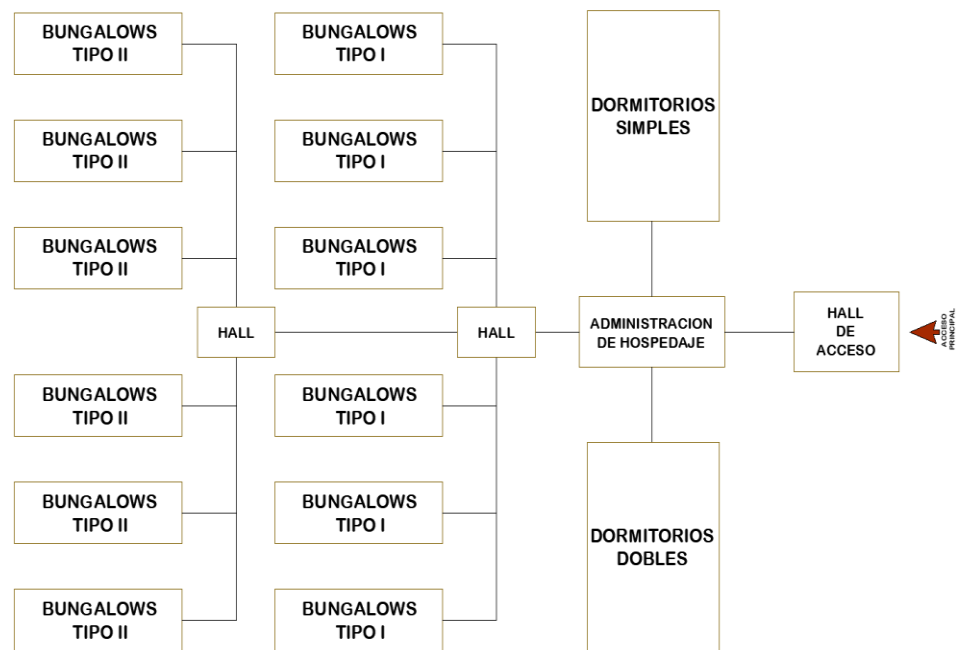 BUNGALOWS
TIPO II
BUNGALOWS
TIPO I
DORMITORIOS
SIMPLES
BUNGALOWS
TIPO II
BUNGALOWS
TIPO I
BUNGALOWS
TIPO II
BUNGALOWS
TIPO I
HALL
HALL
ADMINISTRACION
DE HOSPEDAJE
HALL
DE
ACCESO
ACCESO
PRINCIPAL
BUNGALOWS
TIPO II
BUNGALOWS
TIPO I
BUNGALOWS
TIPO II
BUNGALOWS
TIPO I
DORMITORIOS
DOBLES
BUNGALOWS
TIPO II
BUNGALOWS
TIPO I